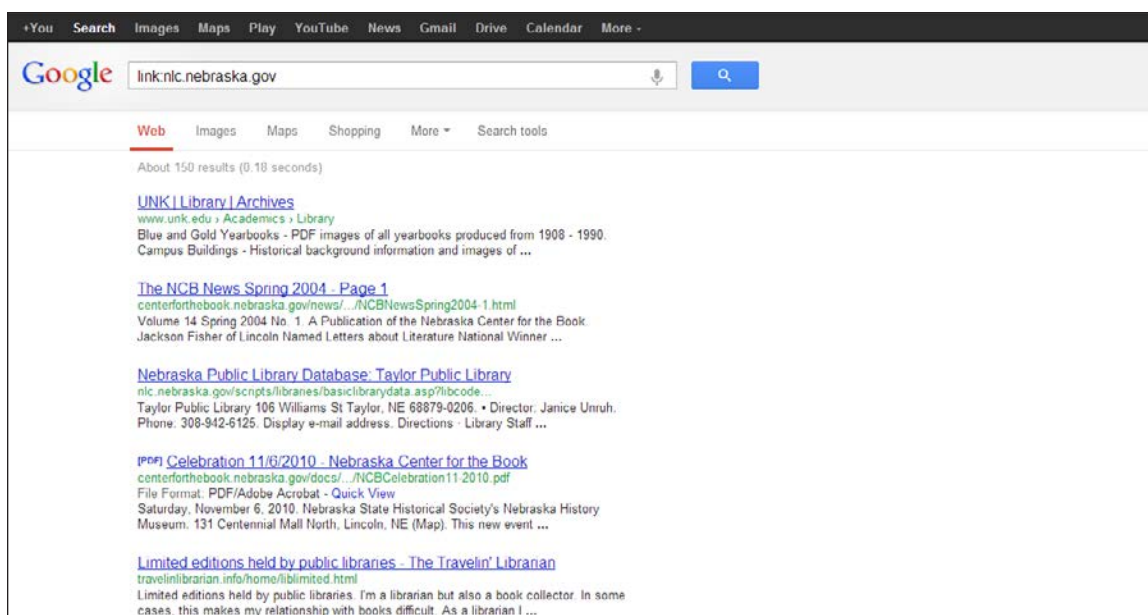 +You Search Images Maps Play YouTube News Gmail Drive Calendar More
Google link:nlc.nebraska.gov
Web Images Maps Shopping More Search tools
About 150 results (0.18 seconds)
UNK | Library | Archives
www.unk.edu › Academics › Library
Blue and Gold Yearbooks - PDF images of all yearbooks produced from 1908 - 1990.
Campus Buildings - Historical background information and images of ...
The NCB News Spring 2004 - Page 1
centerforthebook.nebraska.gov/news/.../NCBNewsSpring2004-1.html
Volume 14 Spring 2004 No. 1. A Publication of the Nebraska Center for the Book.
Jackson Fisher of Lincoln Named Letters about Literature National Winner ...
Nebraska Public Library Database: Taylor Public Library
nlc.nebraska.gov/scripts/libraries/basiclibrarydata.asp?libcode...
Taylor Public Library 106 Williams St Taylor, NE 68879-0206. • Director: Janice Unruh.
Phone: 308-942-6125. Display e-mail address. Directions · Library Staff ...
[PDF] Celebration 11/6/2010 - Nebraska Center for the Book
centerforthebook.nebraska.gov/docs/.../NCBCelebration11-2010.pdf
File Format: PDF/Adobe Acrobat - Quick View
Saturday, November 6, 2010. Nebraska State Historical Society's Nebraska History
Museum. 131 Centennial Mall North, Lincoln, NE (Map). This new event ...
Limited editions held by public libraries - The Travelin' Librarian
travelinlibrarian.info/home/liblimited.html
Limited editions held by public libraries. I'm a librarian but also a book collector. In some
cases, this makes my relationship with books difficult. As a librarian I ...